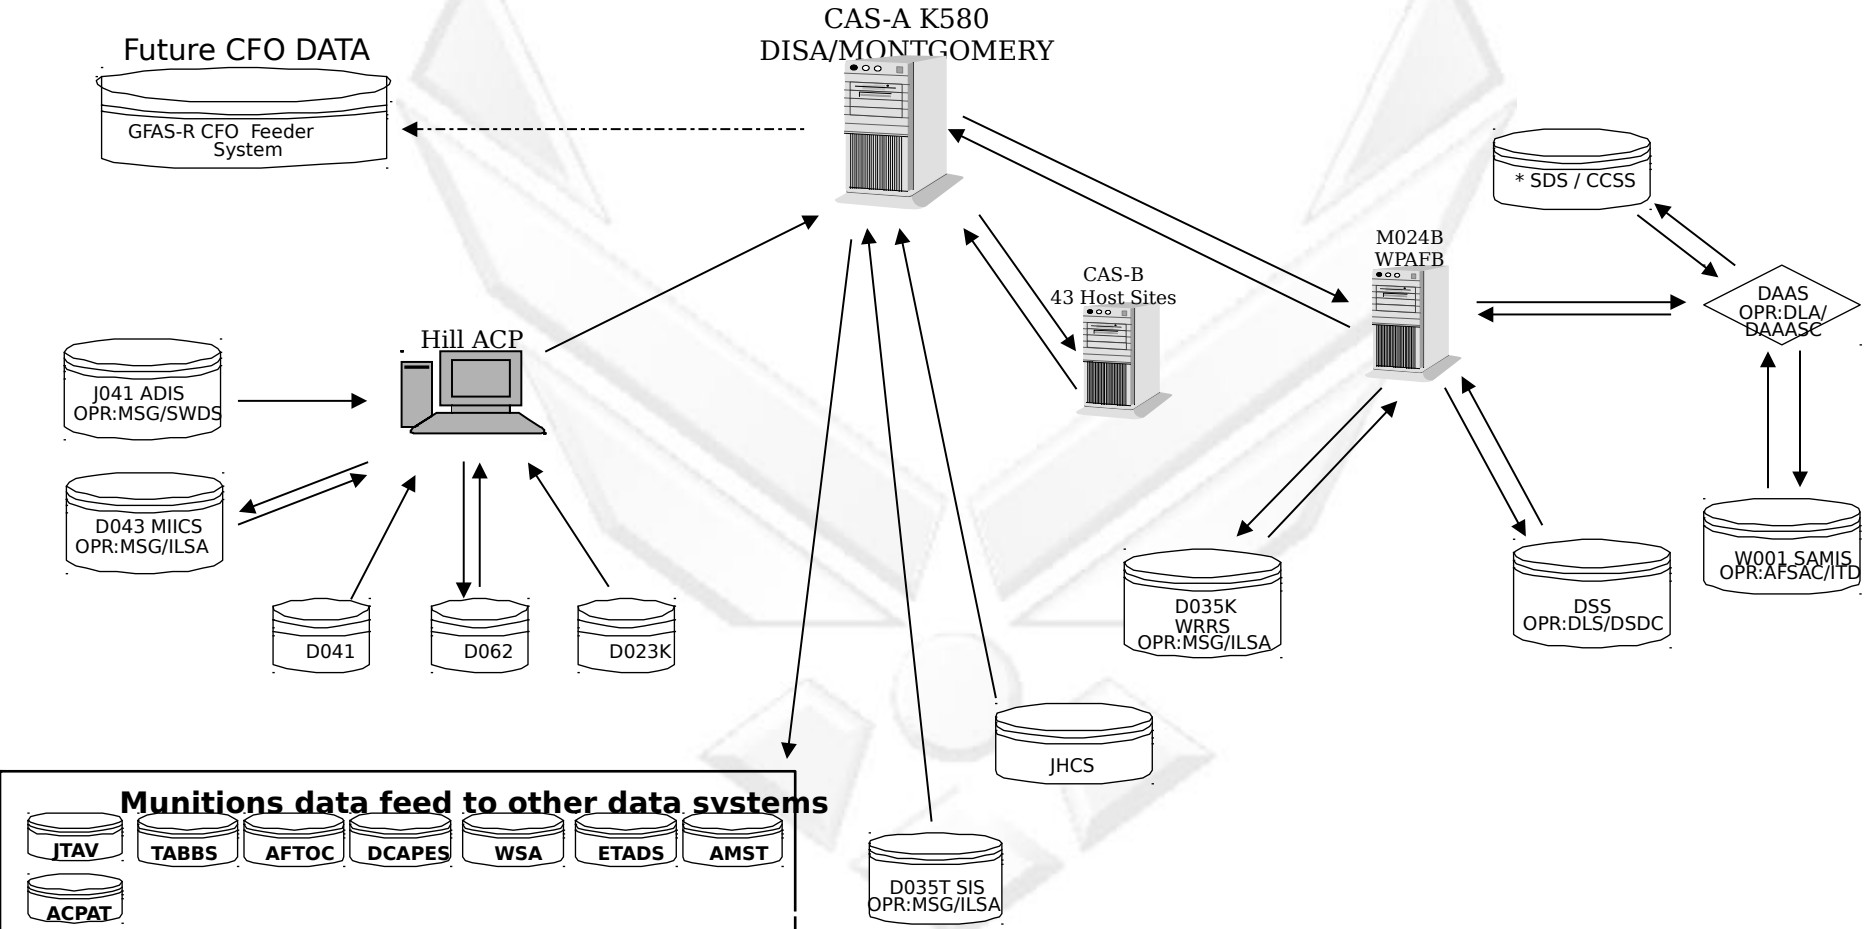 CAS-A K580
DISA/MONTGOMERY
Future CFO DATA
GFAS-R CFO  Feeder
System
* SDS / CCSS
M024B
WPAFB
CAS-B
43 Host Sites
DAAS
OPR:DLA/
DAAASC
Hill ACP
J041 ADIS
OPR:MSG/SWDS
D043 MIICS
OPR:MSG/ILSA
W001 SAMIS
OPR:AFSAC/ITD
D035K
WRRS
OPR:MSG/ILSA
DSS
OPR:DLS/DSDC
D041
D062
D023K
JHCS
Munitions data feed to other data systems
JTAV
TABBS
AFTOC
DCAPES
WSA
ETADS
AMST
ACPAT
D035T SIS
OPR:MSG/ILSA